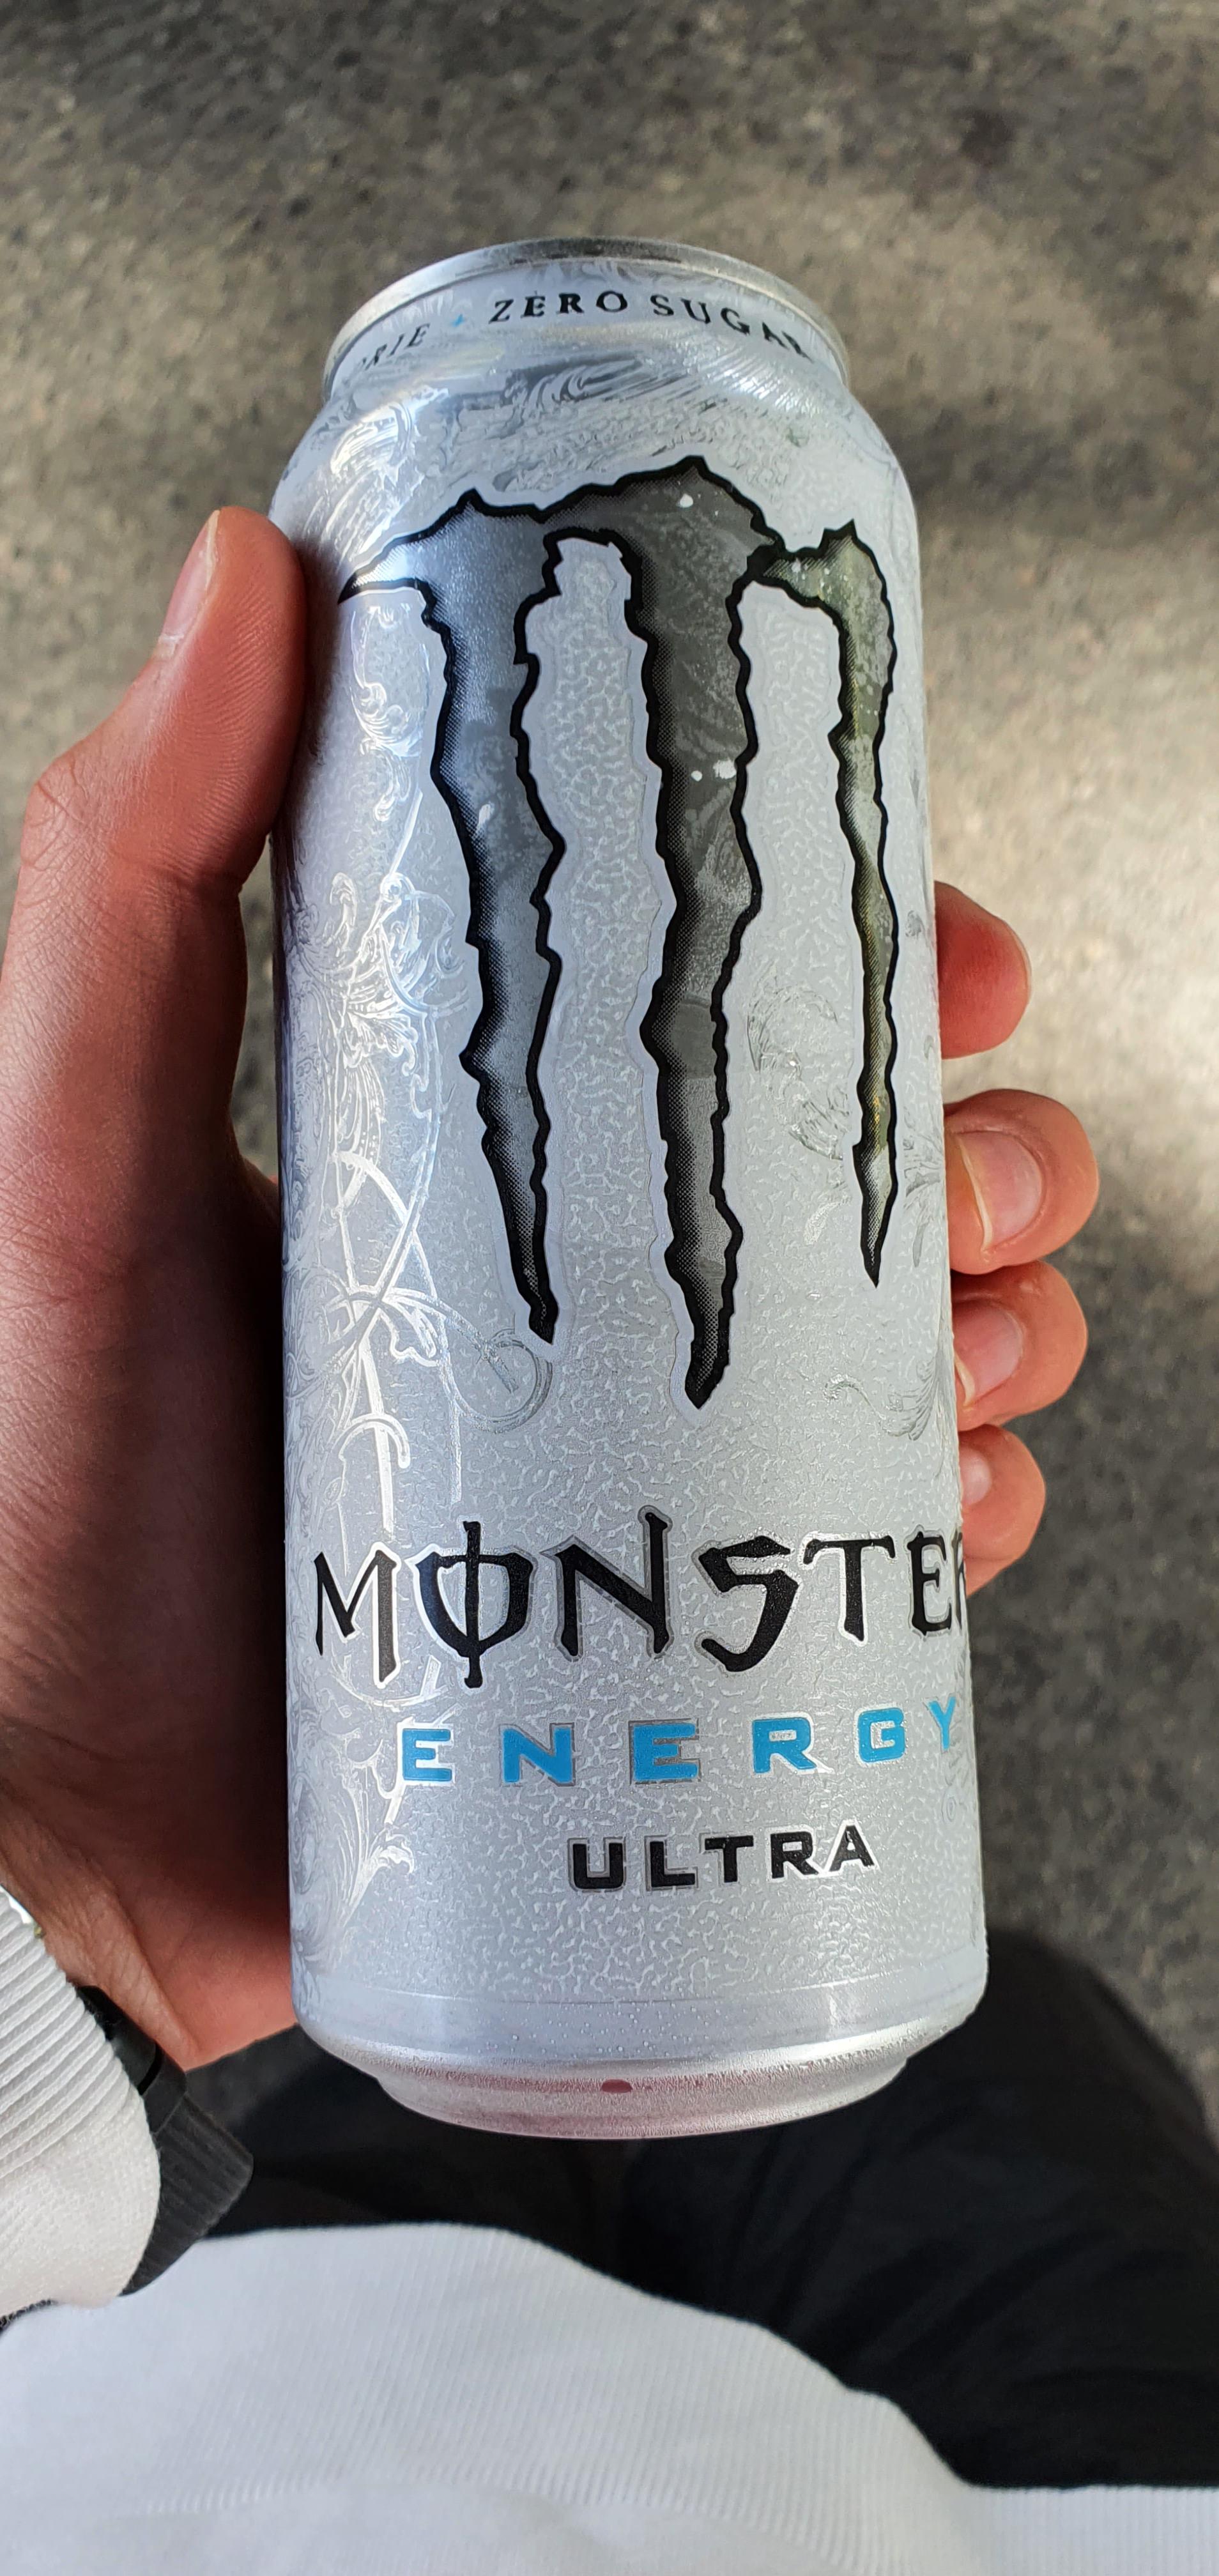 ZERO SUGAR
MONSTER
ENERGY
ULTRA